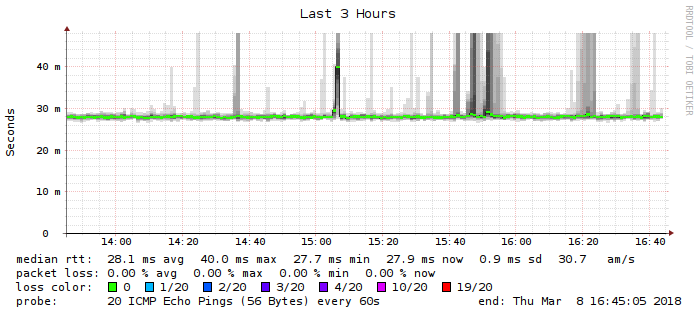 Last 3 Hours
RRDTOOL / TOBI OETIKER
Seconds
40 m
30 m
20 m
10 m
0
14:00 14:20 14:40 15:00 15:20 15:40 16:00 16:20 16:40
median rtt: 28.1 ms avg 40.0 ms max 27.7 ms min 27.9 ms now 0.9 ms sd 30.7 am/s
packet loss: 0.00 % avg 0.00 % max 0.00 % min 0.00 % now
loss color: 0 1/20 2/20 3/20 4/20 10/20 19/20
probe: 20 ICMP Echo Pings (56 Bytes) every 60s end: Thu Mar 8 16:45:05 2018